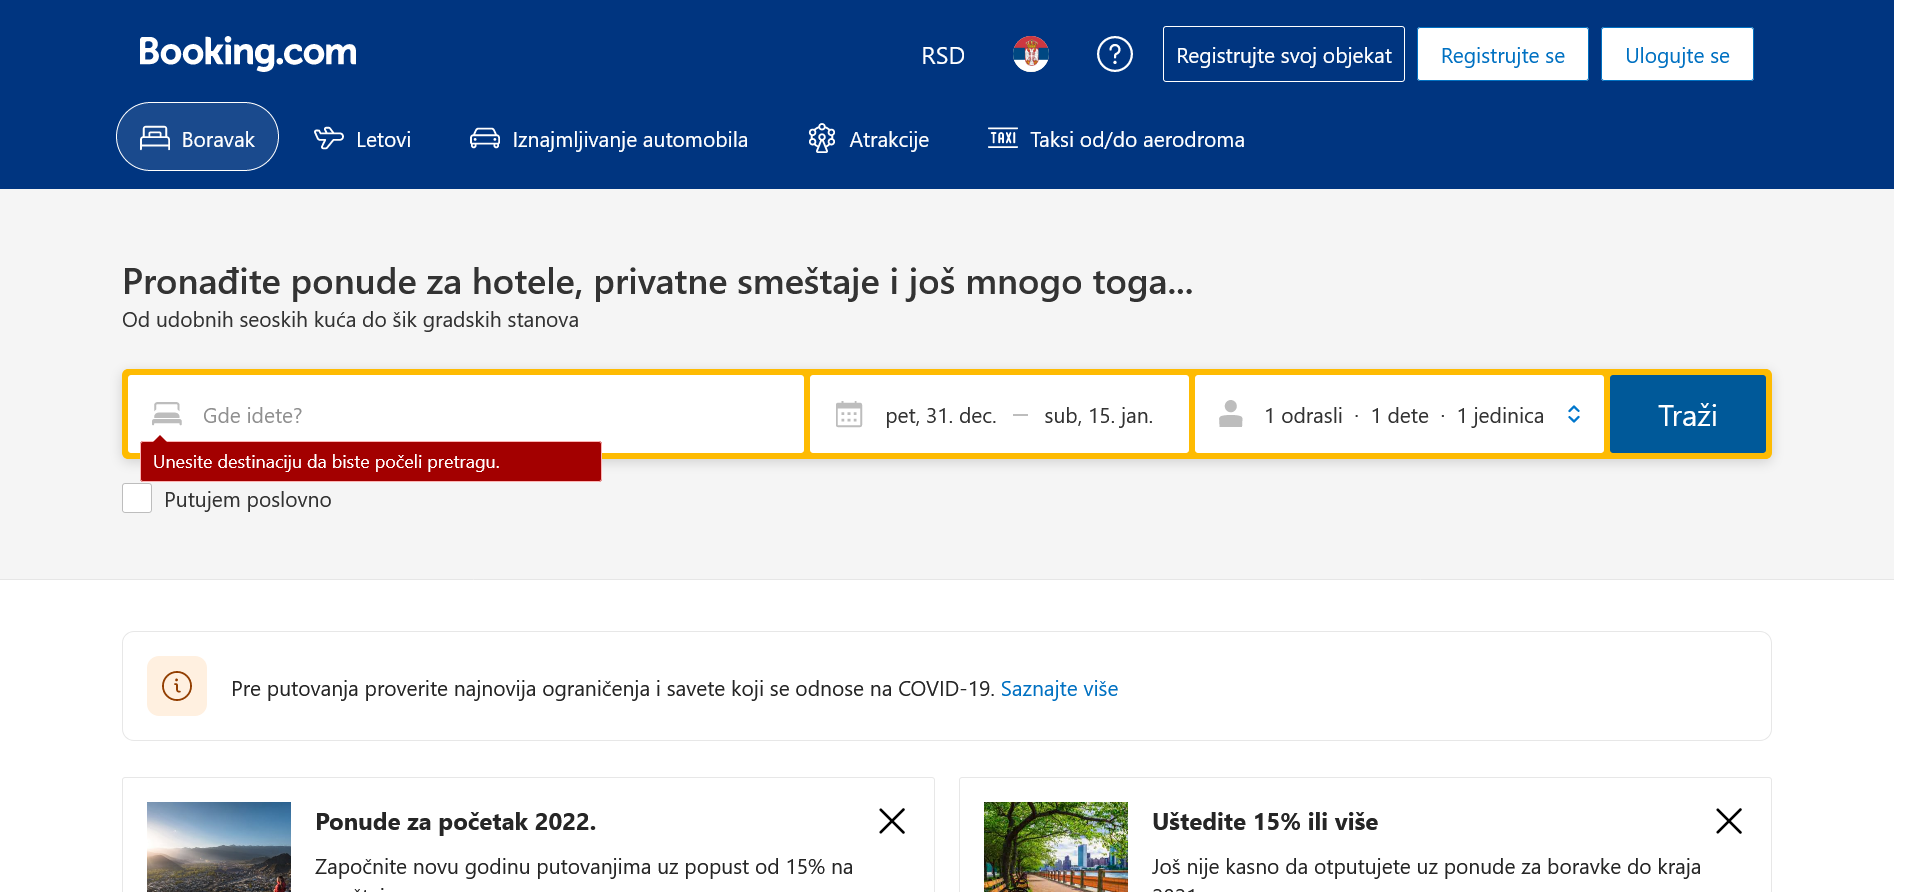 Booking.com
RSD
Registrujte svoj objekat
Registrujte se
Ulogujte se
Boravak
Letovi
Iznajmljivanje automobila
Atrakcije
TAXI
Taksi od/do aerodroma
Pronađite ponude za hotele, privatne smeštaje i još mnogo toga...
Od udobnih seoskih kuća do šik gradskih stanova
Gde idete?
pet, 31. dec. — sub, 15. jan.
1 odrasli · 1 dete · 1 jedinica
Traži
Unesite destinaciju da biste počeli pretragu.
Putujem poslovno
Pre putovanja proverite najnovija ograničenja i savete koji se odnose na COVID-19. Saznajte više
Ponude za početak 2022.
Započnite novu godinu putovanjima uz popust od 15% na
Uštedite 15% ili više
Još nije kasno da otputujete uz ponude za boravke do kraja